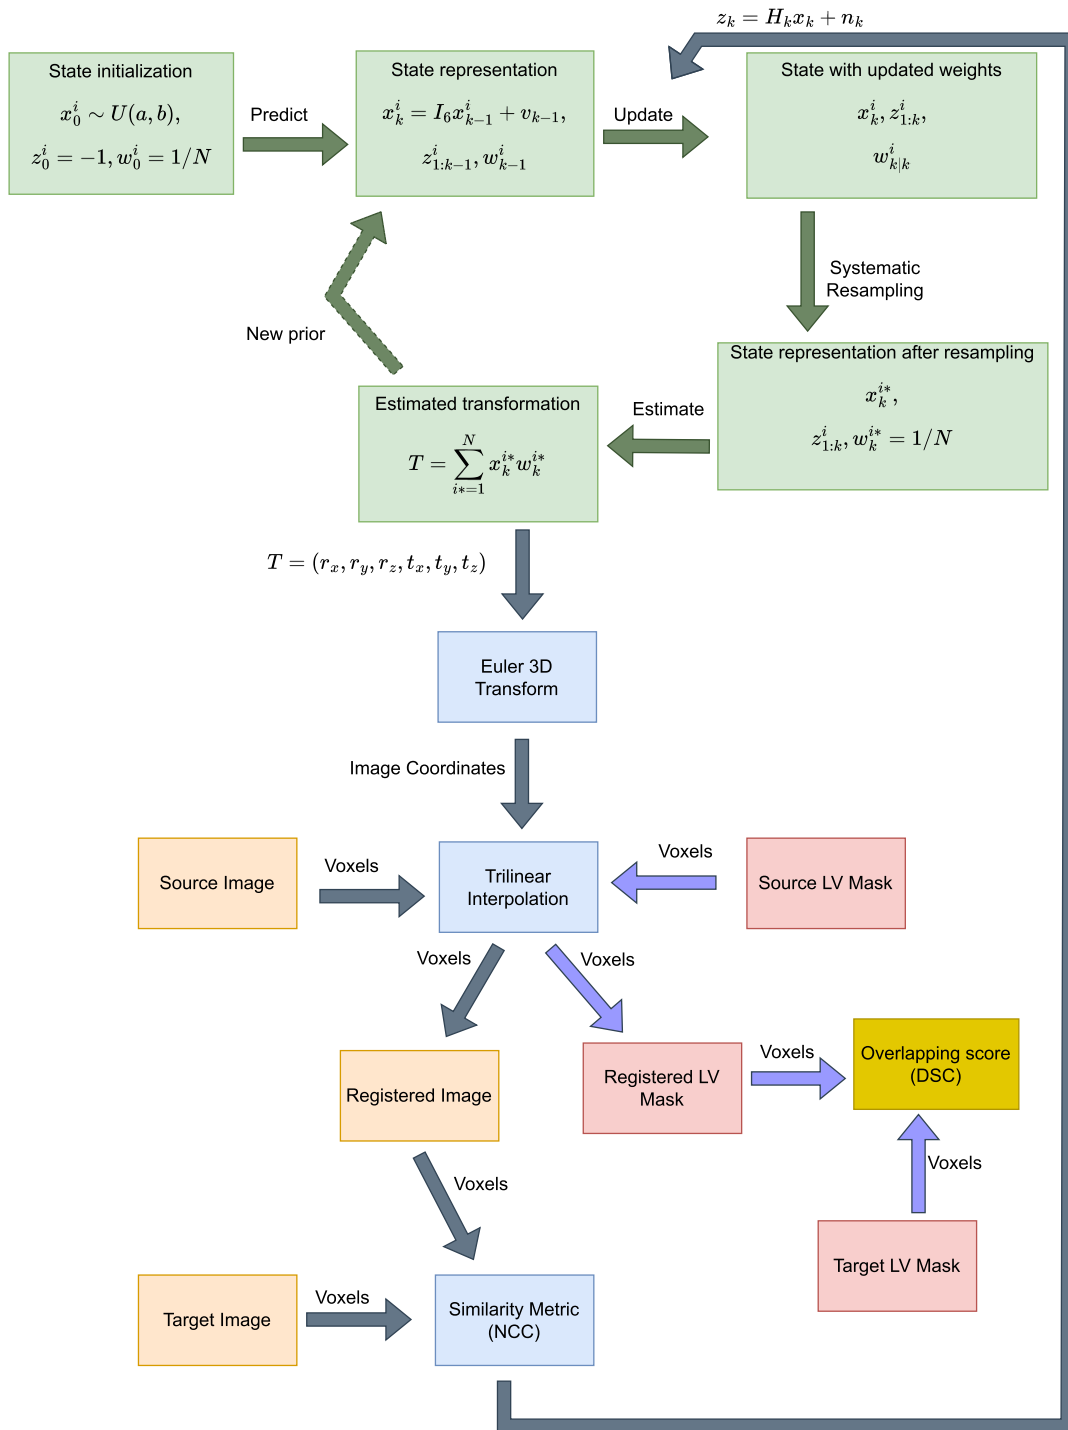 z_k = H_k x_k + n_k
State initialization
x_0^i ∼ U(a, b),
z_0^i = −1, w_0^i = 1/N
Predict
State representation
x_k^i = I_6 x_{k−1}^i + v_{k−1},
z_{1:k−1}^i, w_{k−1}^i
Update
State with updated weights
x_k^i, z_{1:k}^i,
w_{k|k}^i
Systematic
Resampling
New prior
State representation after resampling
x_k^{i*},
z_{1:k}^i, w_k^{i*} = 1/N
Estimate
Estimated transformation
T = ∑_{i*=1}^N x_k^{i*} w_k^{i*}
T = (r_x, r_y, r_z, t_x, t_y, t_z)
Euler 3D
Transform
Image Coordinates
Source Image
Voxels
Trilinear
Interpolation
Voxels
Source LV Mask
Voxels
Voxels
Registered Image
Registered LV
Mask
Voxels
Overlapping score
(DSC)
Voxels
Voxels
Target LV Mask
Target Image
Voxels
Similarity Metric
(NCC)